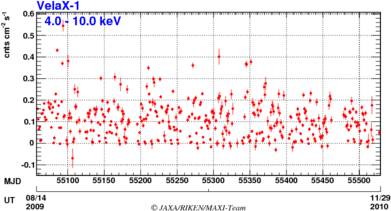 VelaX-1
4.0 - 10.0 keV
cnts cm⁻² s⁻¹
0.6
0.5
0.4
0.3
0.2
0.1
0
-0.1
MJD
55100 55150 55200 55250 55300 55350 55400 55450 55500
UT
08/14 11/29
2009 2010
© JAXA/RIKEN/MAXI-Team